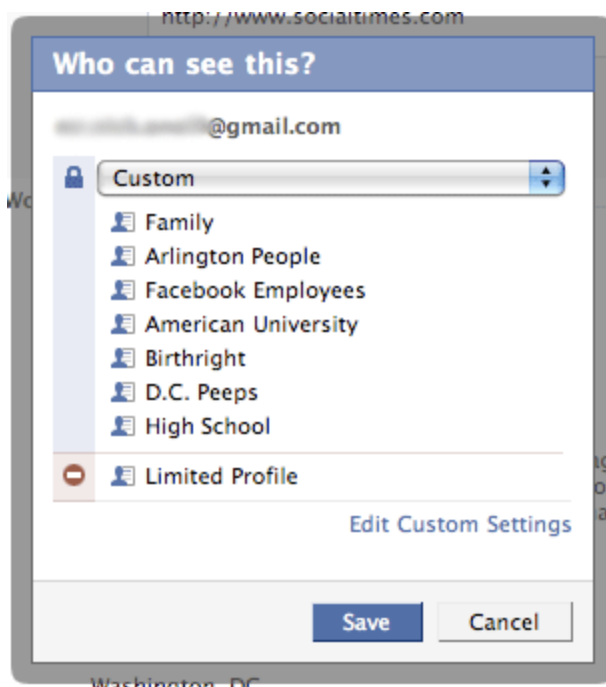 http://www.socialtimes.com
Who can see this?
@gmail.com
Custom
Family
Arlington People
Facebook Employees
American University
Birthright
D.C. Peeps
High School
Limited Profile
Edit Custom Settings
Save
Cancel
Washington, DC